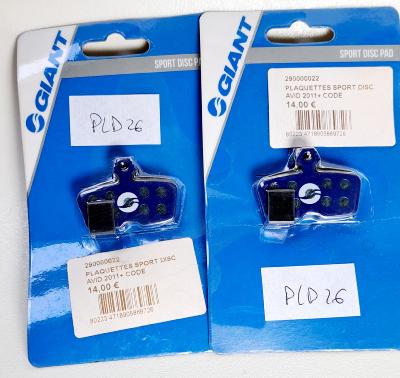 GIANT
SPORT DISC PAD
PLD26
290000022
PLAQUETTES SPORT DISC
AVID 2011+ CODE
14,00 €
GIANT
SPORT DISC PAD
290000022
PLAQUETTES SPORT DISC
AVID 2011+ CODE
14,00 €
PLD26